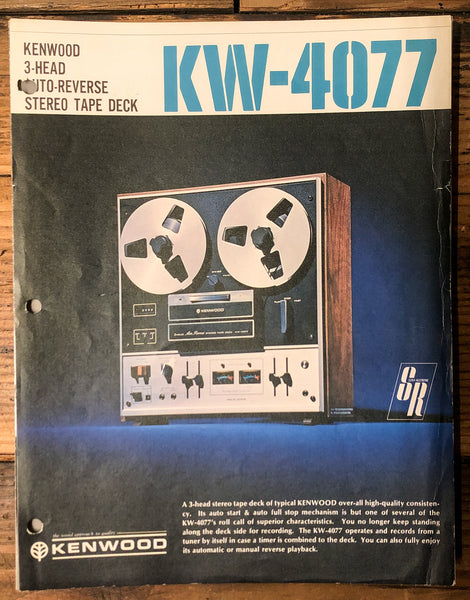 KENWOOD
3-HEAD
AUTO-REVERSE
STEREO TAPE DECK
KW-4077
KENWOOD
A 3-head stereo tape deck of typical KENWOOD over-all high-quality consisten-
cy. Its auto start & auto full stop mechanism is but one of several of the
KW-4077's roll call of superior characteristics. You no longer keep standing
along the deck side for recording. The KW-4077 operates and records from a
tuner by itself in case a timer is combined to the deck. You can also fully enjoy
its automatic or manual reverse playback.
the sound approach to quality
KENWOOD